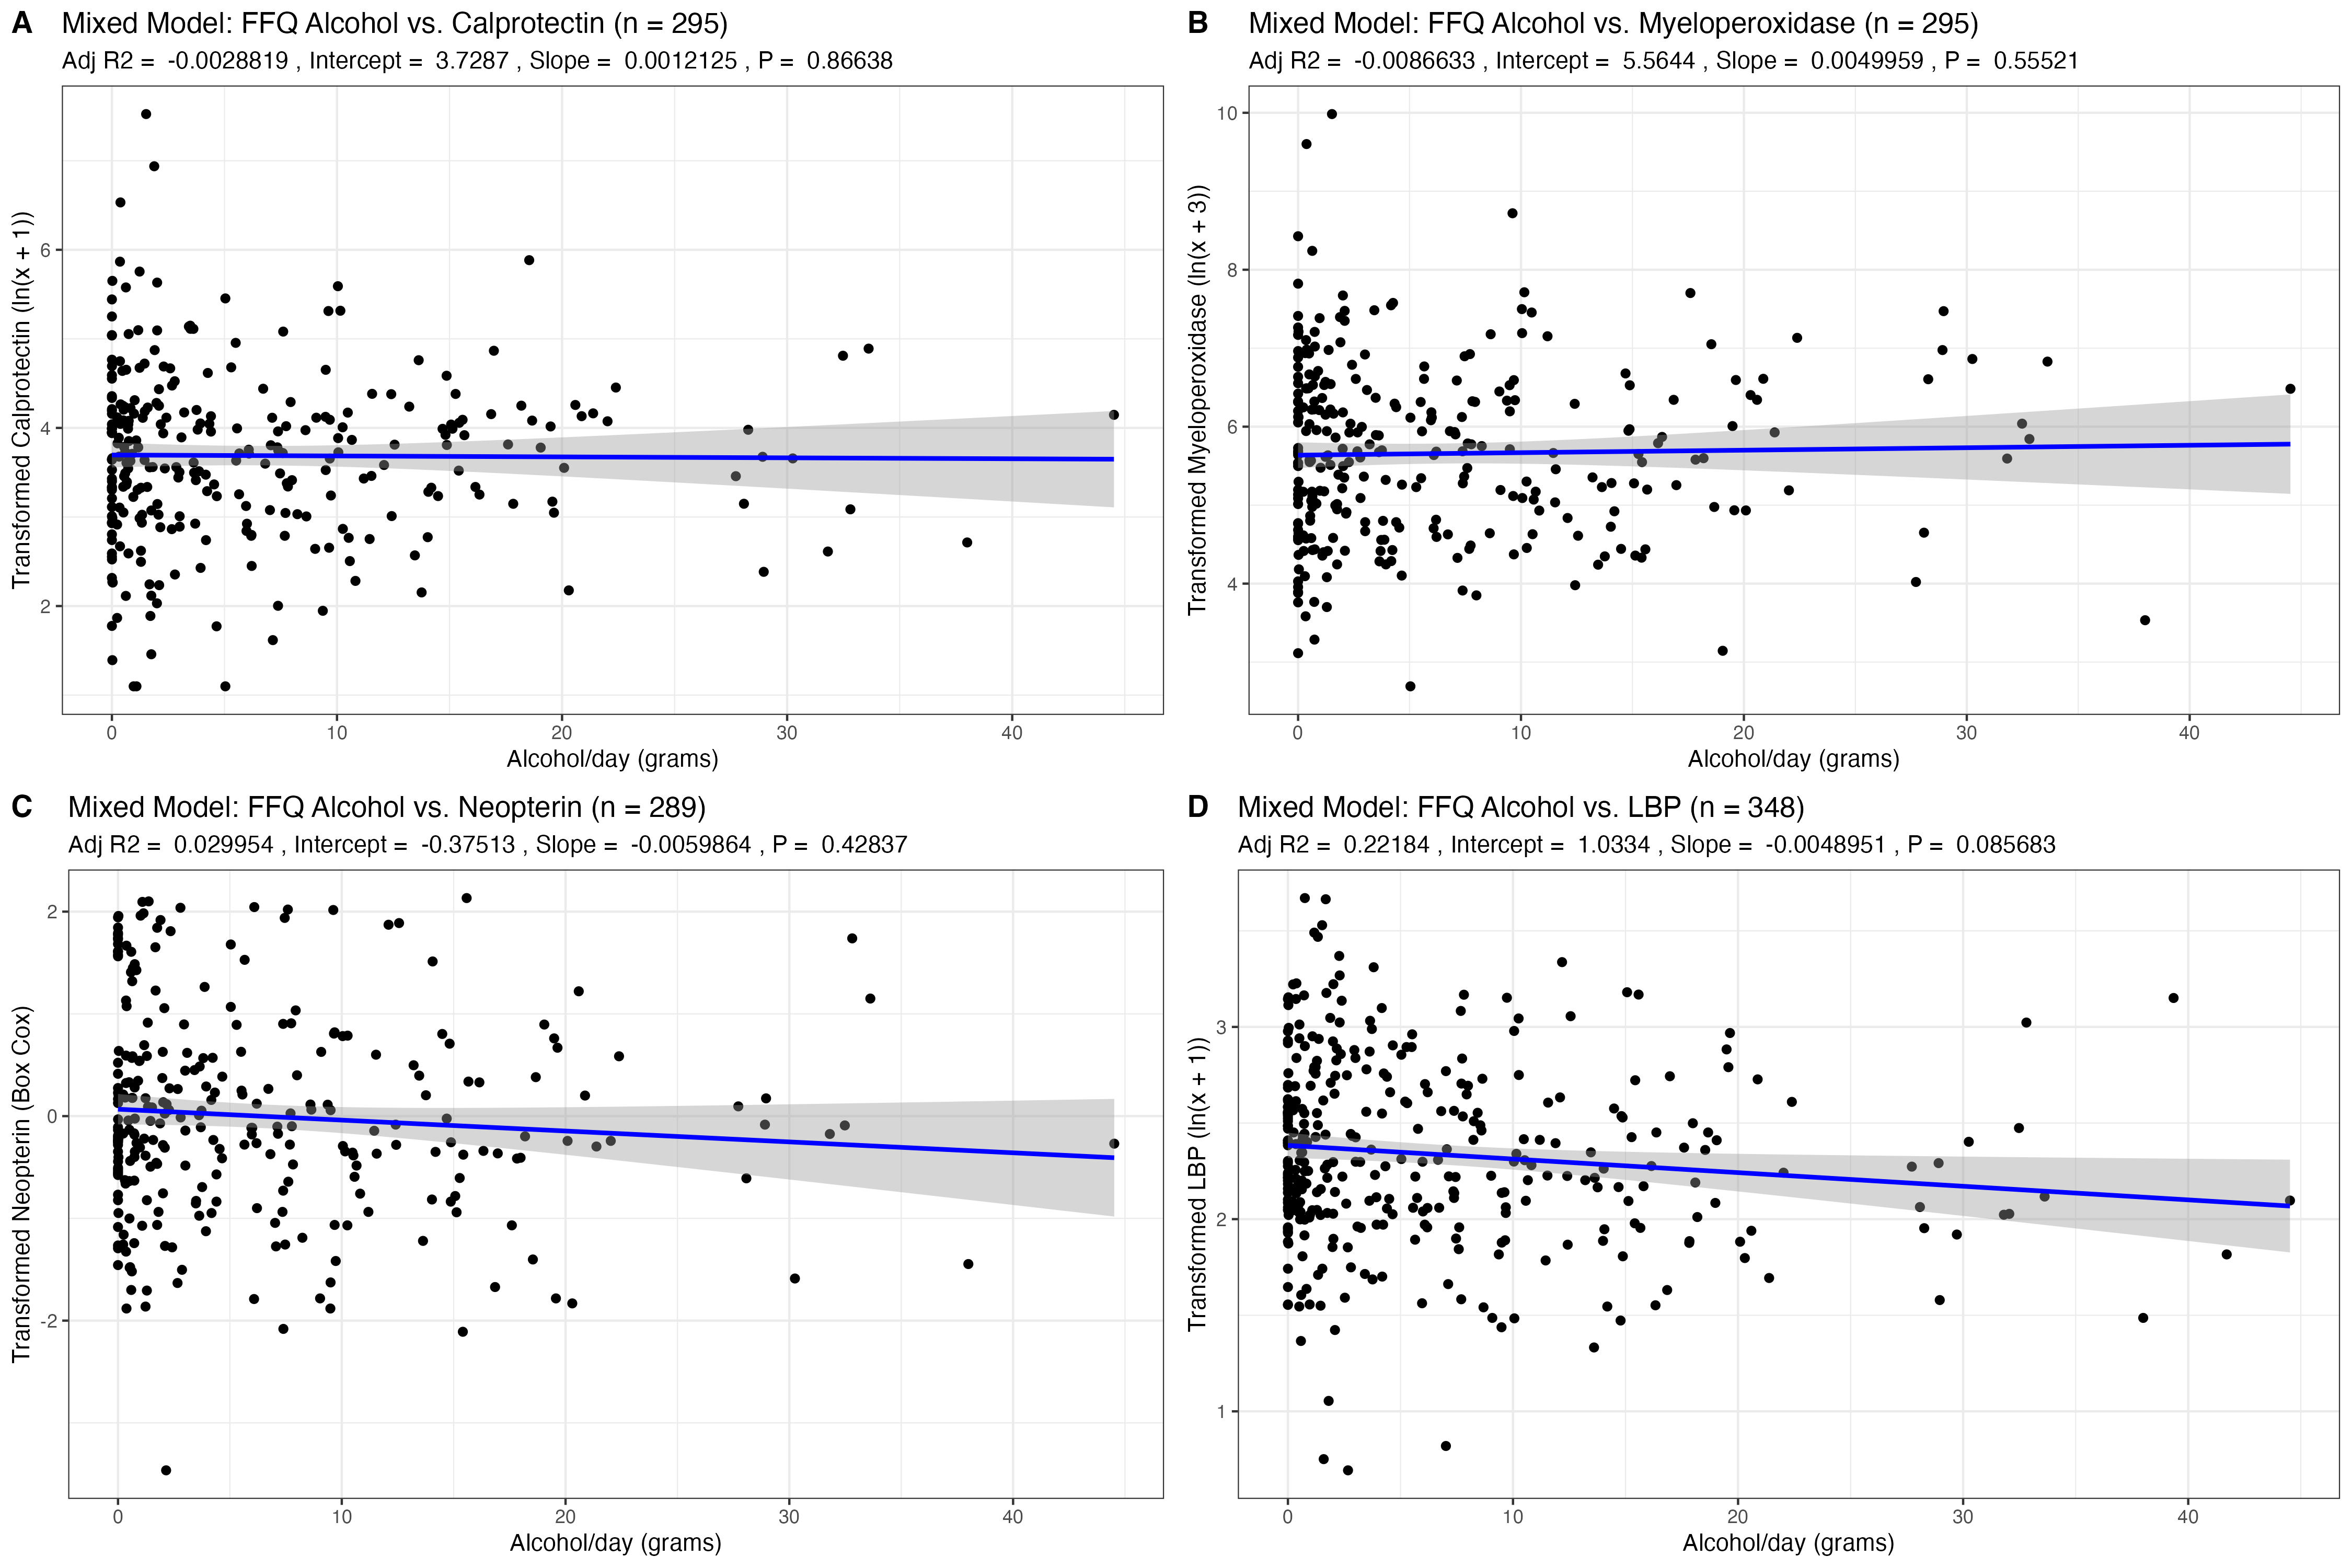 A Mixed Model: FFQ Alcohol vs. Calprotectin (n = 295)
Adj R2 = -0.0028819 , Intercept = 3.7287 , Slope = 0.0012125 , P = 0.86638
Transformed Calprotectin (ln(x + 1))
6
4
2
0 10 20 30 40
Alcohol/day (grams)
B Mixed Model: FFQ Alcohol vs. Myeloperoxidase (n = 295)
Adj R2 = -0.0086633 , Intercept = 5.5644 , Slope = 0.0049959 , P = 0.55521
Transformed Myeloperoxidase (ln(x + 3))
10
8
6
4
0 10 20 30 40
Alcohol/day (grams)
C Mixed Model: FFQ Alcohol vs. Neopterin (n = 289)
Adj R2 = 0.029954 , Intercept = -0.37513 , Slope = -0.0059864 , P = 0.42837
Transformed Neopterin (Box Cox)
2
0
-2
0 10 20 30 40
Alcohol/day (grams)
D Mixed Model: FFQ Alcohol vs. LBP (n = 348)
Adj R2 = 0.22184 , Intercept = 1.0334 , Slope = -0.0048951 , P = 0.085683
Transformed LBP (ln(x + 1))
3
2
1
0 10 20 30 40
Alcohol/day (grams)